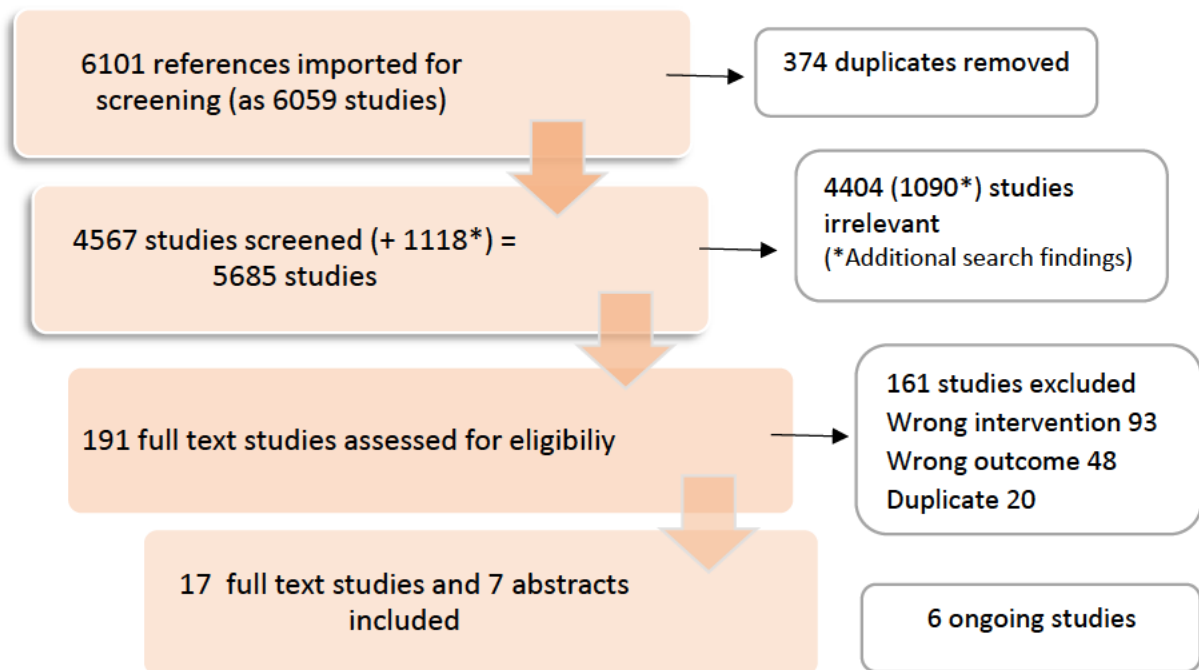 6101 references imported for
screening (as 6059 studies)
374 duplicates removed
4567 studies screened (+ 1118*) =
5685 studies
4404 (1090*) studies
irrelevant
(*Additional search findings)
191 full text studies assessed for eligibiliy
161 studies excluded
Wrong intervention 93
Wrong outcome 48
Duplicate 20
17 full text studies and 7 abstracts
included
6 ongoing studies